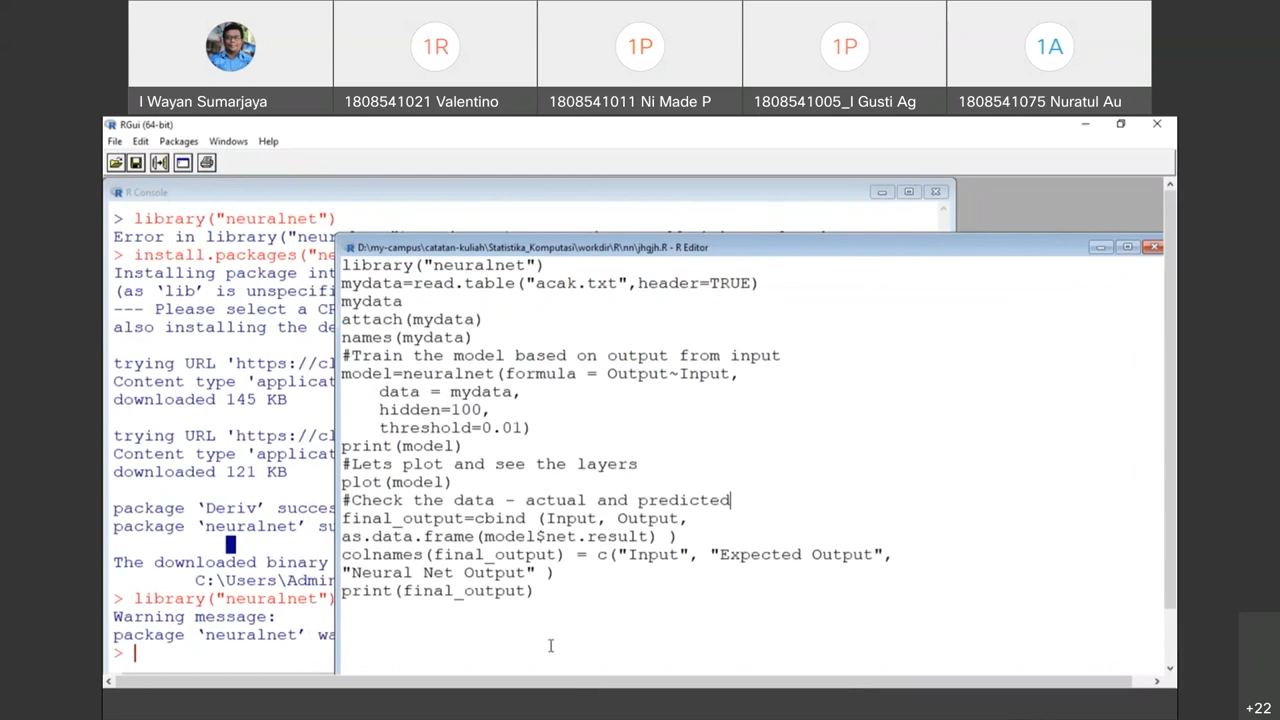 I Wayan Sumarjaya
1R
1808541021 Valentino
1P
1808541011 Ni Made P
1P
1808541005_I Gusti Ag
1A
1808541075 Nuratul Au
RGui (64-bit)
File Edit Packages Windows Help
R Console
> library("neuralnet")
Error in library("neur
> install.packages("ne
Installing package int
(as ‘lib’ is unspecifi
--- Please select a CR
also installing the de
trying URL 'https://cl
Content type 'applicat
downloaded 145 KB
trying URL 'https://cl
Content type 'applicat
downloaded 121 KB
package ‘Deriv’ succes
package ‘neuralnet’ su
The downloaded binary
C:\Users\Admin
> library("neuralnet")
Warning message:
package ‘neuralnet’ wa
>
D:\my-campus\catatan-kuliah\Statistika_Komputasi\workdir\R\nn\jhgjh.R - R Editor
library("neuralnet")
mydata=read.table("acak.txt",header=TRUE)
mydata
attach(mydata)
names(mydata)
#Train the model based on output from input
model=neuralnet(formula = Output~Input,
data = mydata,
hidden=100,
threshold=0.01)
print(model)
#Lets plot and see the layers
plot(model)
#Check the data - actual and predicted
final_output=cbind (Input, Output,
as.data.frame(model$net.result) )
colnames(final_output) = c("Input", "Expected Output",
"Neural Net Output" )
print(final_output)
+22